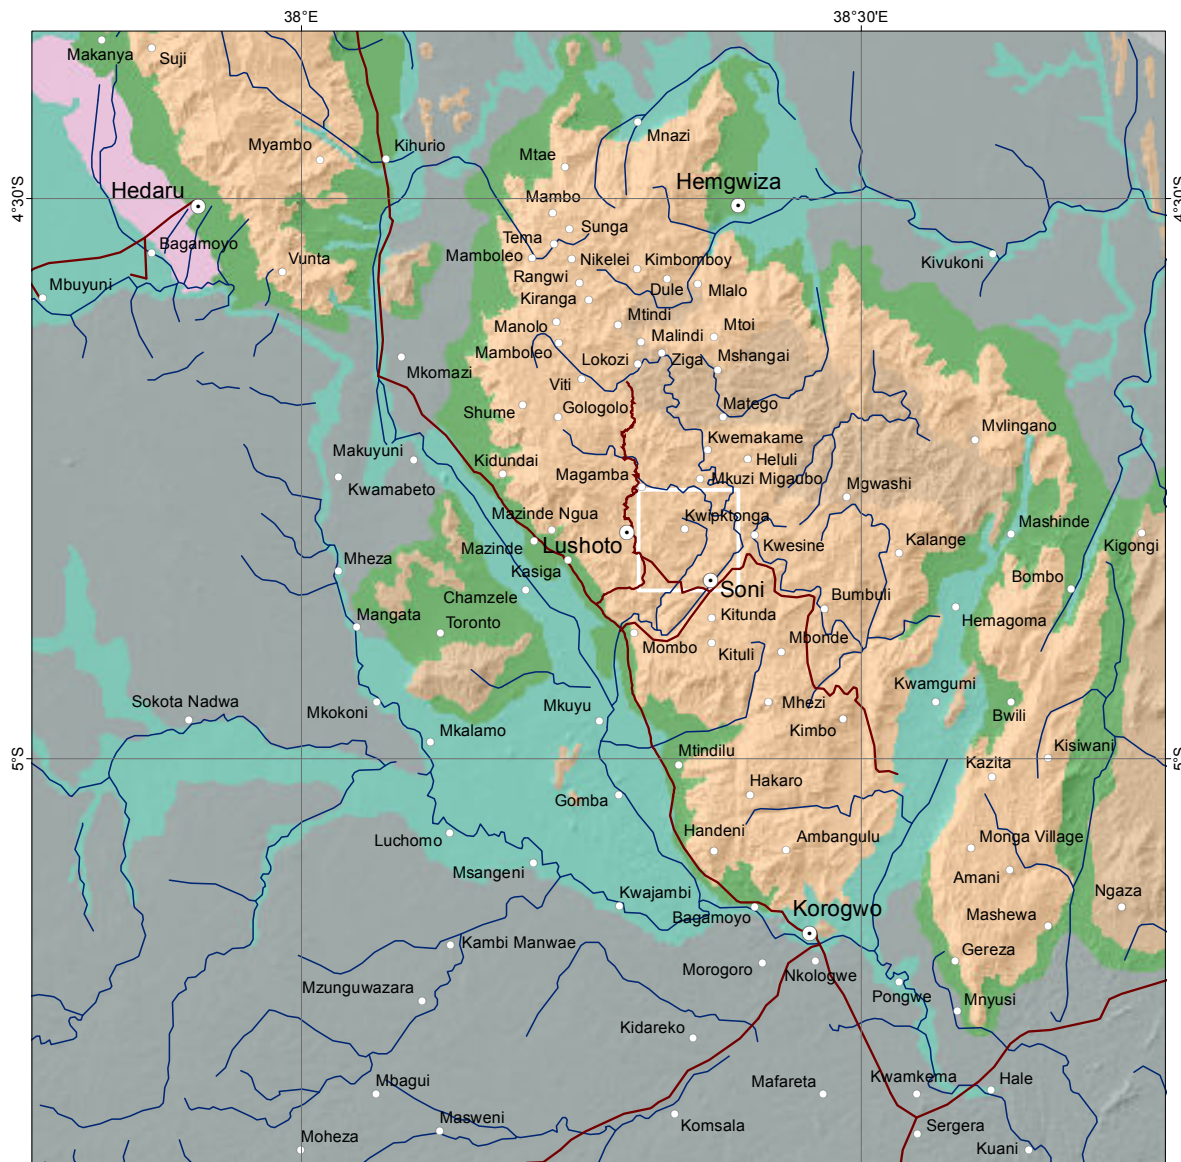 38°E
38°30'E
Makanya
Suji
Mnazi
Myambo
Kihurio
Mtae
Hedaru
Hemgwiza
4°30'S
4°30'S
Mambo
Sunga
Tema
Bagamoyo
Mamboleo
Nikelei
Kimbomboy
Vunta
Kivukoni
Rangwi
Dule
Mlalo
Mbuyuni
Kiranga
Mtindi
Manolo
Malindi
Mtoi
Mamboleo
Lokozi
Ziga
Mshangai
Mkomazi
Viti
Shume
Gologolo
Matego
Mvlingano
Kwemakame
Makuyuni
Kidundai
Heluli
Magamba
Mkuzi Migaubo
Kwamabeto
Mgwashi
Mazinde Ngua
Kwipktonga
Mashinde
Mazinde
Lushoto
Kwesine
Kalange
Kigongi
Mheza
Kasiga
Bombo
Chamzele
Soni
Bumbuli
Mangata
Toronto
Kitunda
Hemagoma
Mombo
Kituli
Mbonde
Kwamgumi
Sokota Nadwa
Mkokoni
Mkuyu
Mhezi
Bwili
Mkalamo
Kimbo
Mtindilu
Kisiwani
5°S
5°S
Kazita
Hakaro
Gomba
Handeni
Ambangulu
Monga Village
Luchomo
Msangeni
Amani
Kwajambi
Ngaza
Bagamoyo
Korogwo
Mashewa
Kambi Manwae
Gereza
Morogoro
Nkologwe
Mzunguwazara
Pongwe
Mnyusi
Kidareko
Mbagui
Mafareta
Kwamkema
Hale
Masweni
Komsala
Sergera
Moheza
Kuani